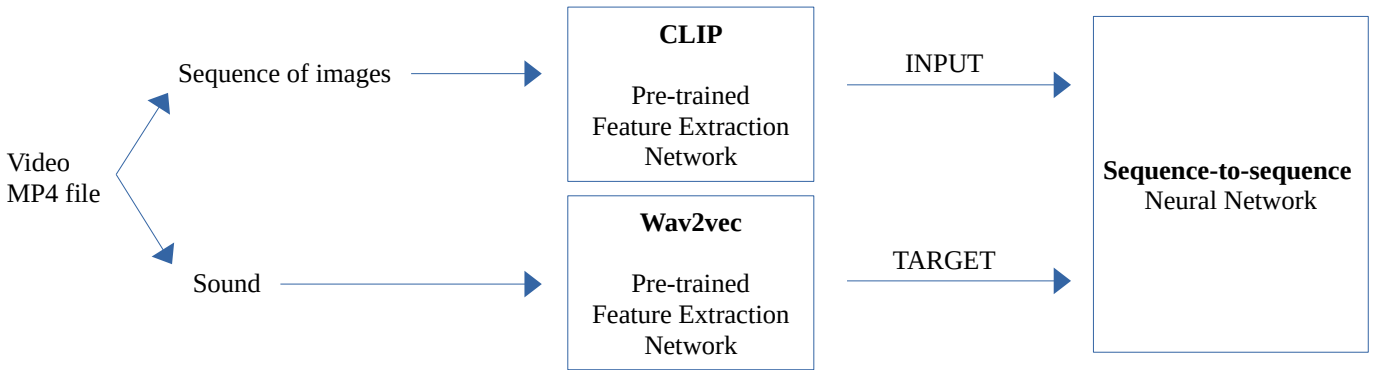 Video
MP4 file
Sequence of images
Sound
CLIP
Pre-trained
Feature Extraction
Network
Wav2vec
Pre-trained
Feature Extraction
Network
INPUT
TARGET
Sequence-to-sequence
Neural Network